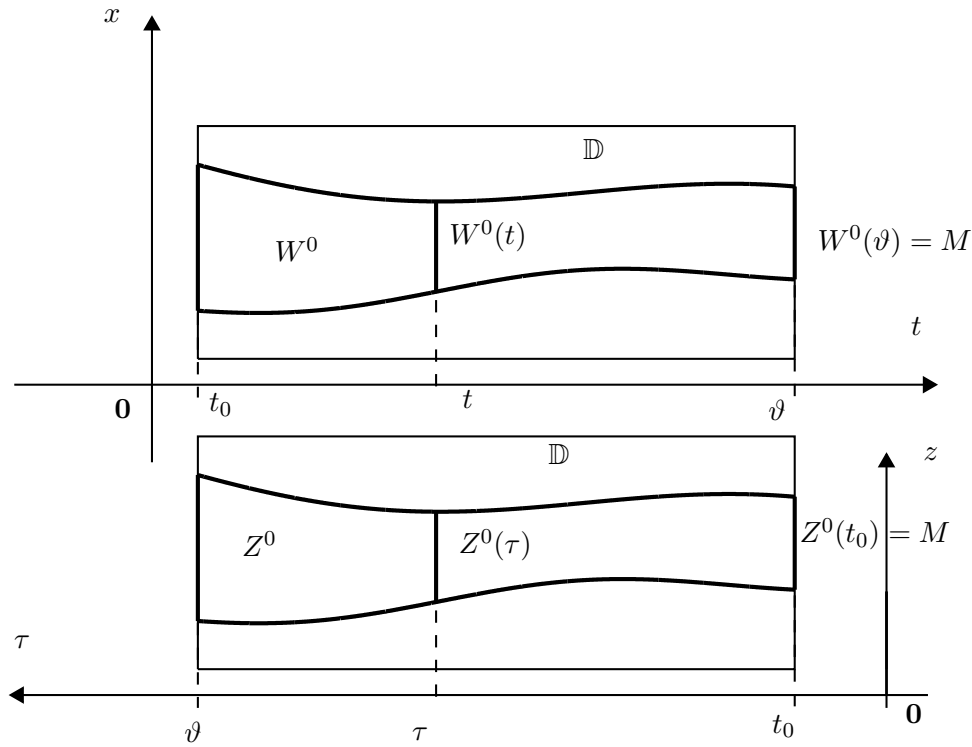 x
𝔻
W⁰ W⁰(t) W⁰(ϑ) = M
t
0 t₀ t ϑ
𝔻 z
Z⁰ Z⁰(τ) Z⁰(t₀) = M
τ
ϑ τ t₀ 0